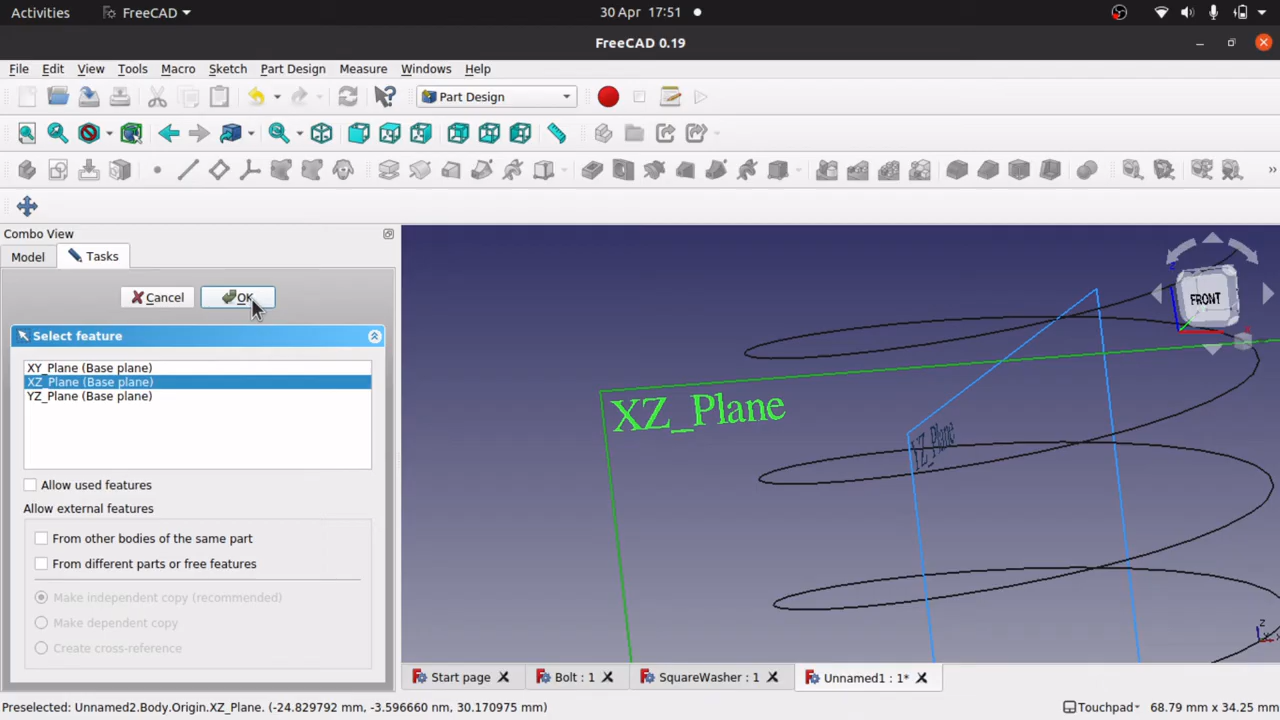 Activities FreeCAD 30 Apr 17:51
FreeCAD 0.19
File Edit View Tools Macro Sketch Part Design Measure Windows Help
Part Design
»
Combo View
Model Tasks
Cancel OK
Select feature
XY_Plane (Base plane)
XZ_Plane (Base plane)
YZ_Plane (Base plane)
Allow used features
Allow external features
From other bodies of the same part
From different parts or free features
Make independent copy (recommended)
Make dependent copy
Create cross-reference
XZ_Plane
YZ_Plane
FRONT
z
Start page Bolt : 1 SquareWasher : 1 Unnamed1 : 1*
Preselected: Unnamed2.Body.Origin.XZ_Plane. (-24.829792 mm, -3.596660 mm, 30.170975 mm) Touchpad 68.79 mm x 34.25 mm